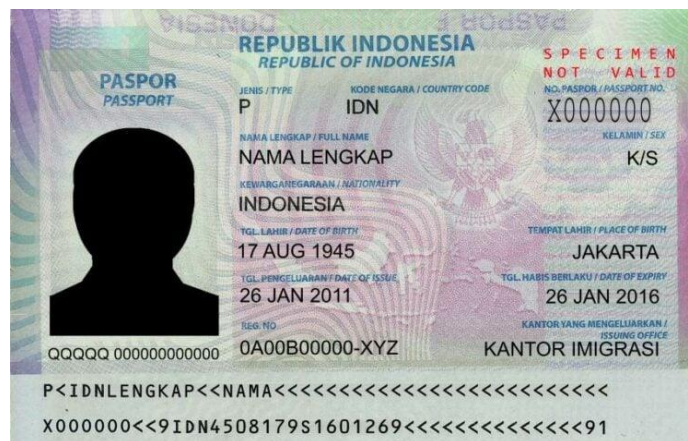 REPUBLIK INDONESIA
REPUBLIC OF INDONESIA
SPECIMEN
NOT VALID
PASPOR
PASSPORT
JENIS / TYPE
KODE NEGARA / COUNTRY CODE
NO. PASPOR / PASSPORT NO.
P
IDN
X000000
NAMA LENGKAP / FULL NAME
KELAMIN / SEX
NAMA LENGKAP
K/S
KEWARGANEGARAAN / NATIONALITY
INDONESIA
TGL. LAHIR / DATE OF BIRTH
TEMPAT LAHIR / PLACE OF BIRTH
17 AUG 1945
JAKARTA
TGL. PENGELUARAN / DATE OF ISSUE
TGL. HABIS BERLAKU / DATE OF EXPIRY
26 JAN 2011
26 JAN 2016
REG. NO
KANTOR YANG MENGELUARKAN /
ISSUING OFFICE
0A00B00000-XYZ
KANTOR IMIGRASI
QQQQQ 000000000000
P<IDNLENGKAP<<NAMA<<<<<<<<<<<<<<<<<<<<<<<<<<
X000000<<9IDN4508179S1601269<<<<<<<<<<<<<<91